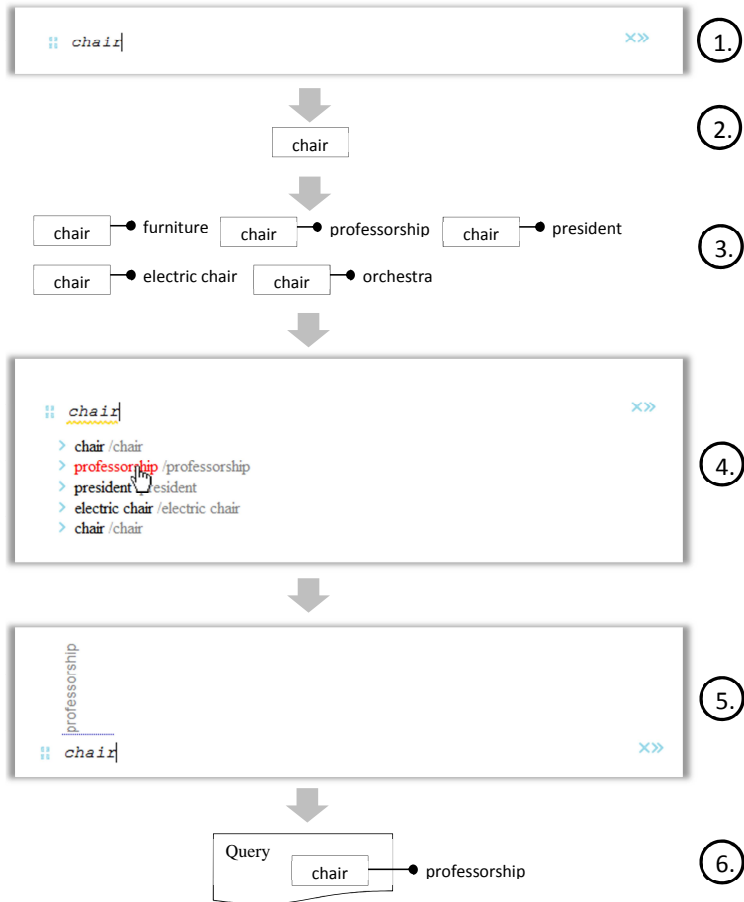 chair ×» 1.
chair 2.
chair furniture chair professorship chair president 3.
chair electric chair chair orchestra
chair ×»
> chair /chair
> professorship /professorship 4.
> president /president
> electric chair /electric chair
> chair /chair
professorship
5.
chair ×»
Query
chair professorship 6.